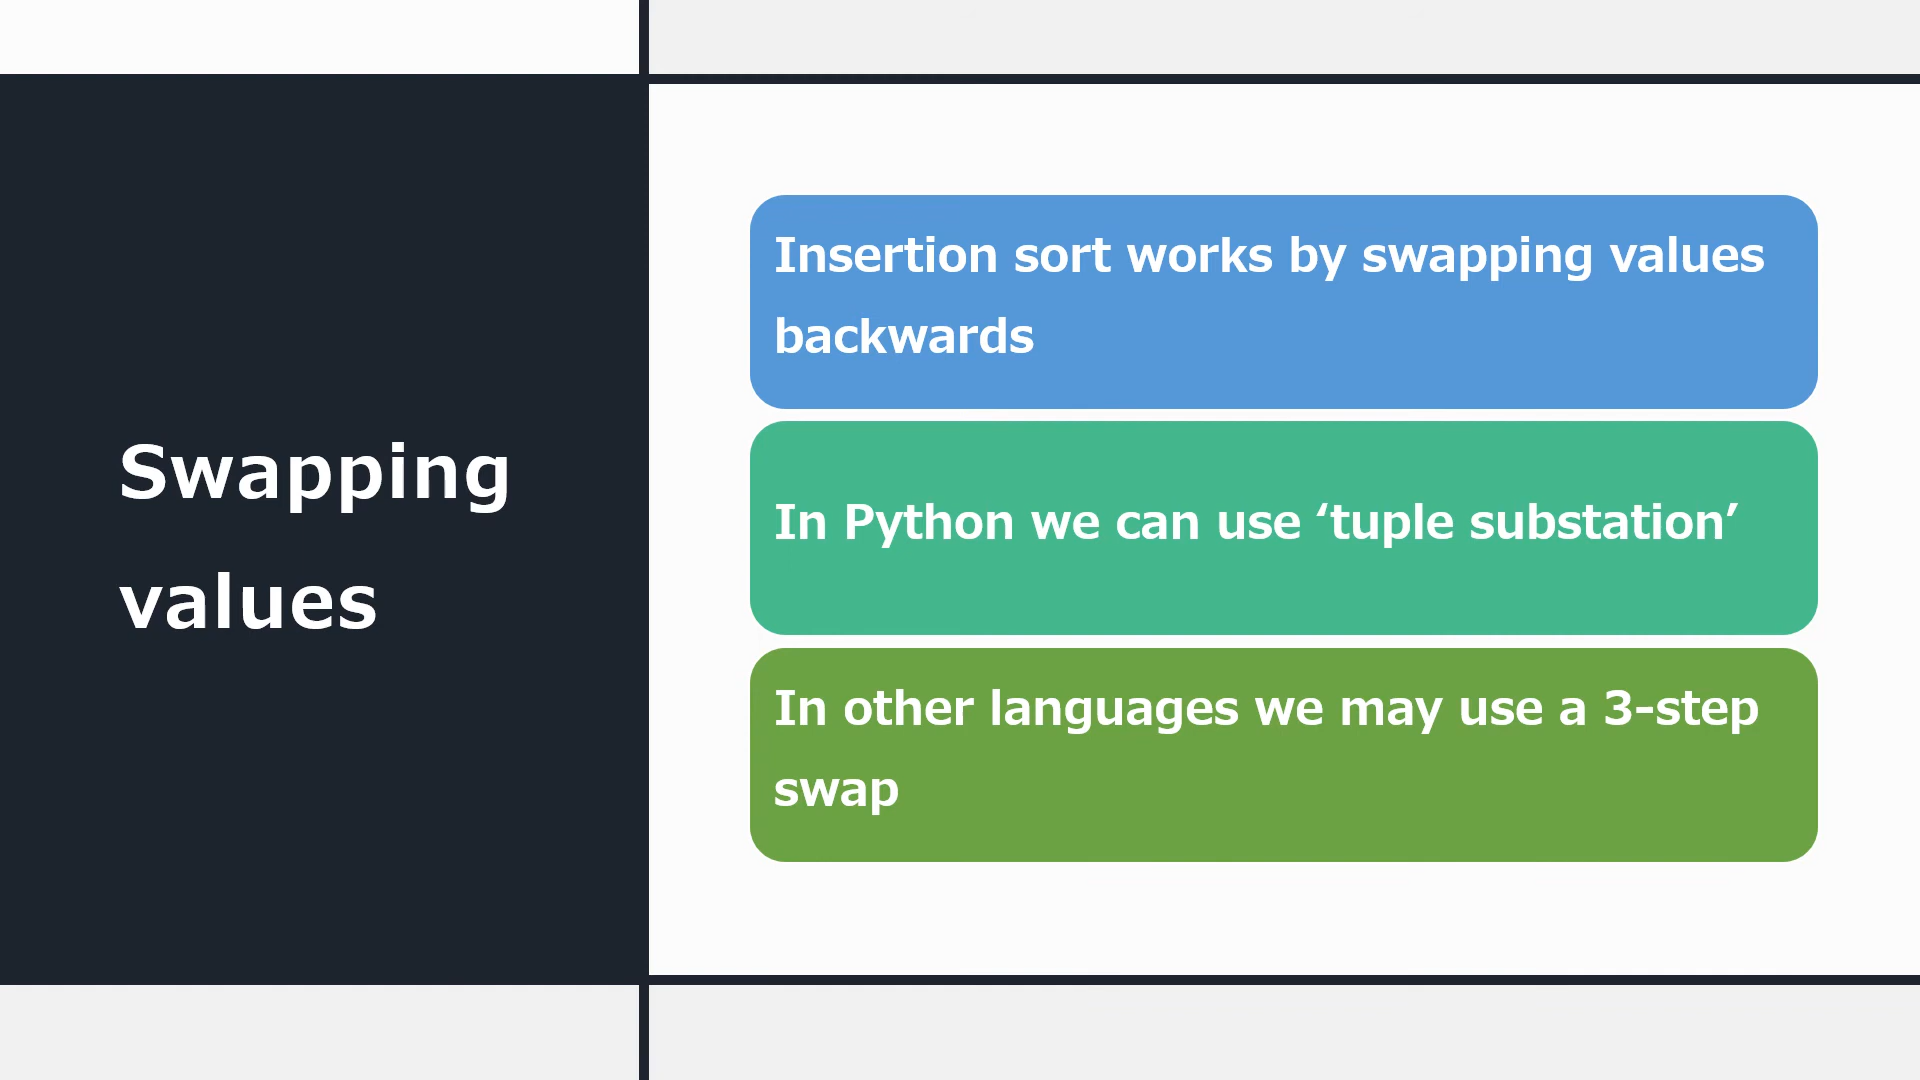 Swapping
values
Insertion sort works by swapping values
backwards
In Python we can use ‘tuple substation’
In other languages we may use a 3-step
swap